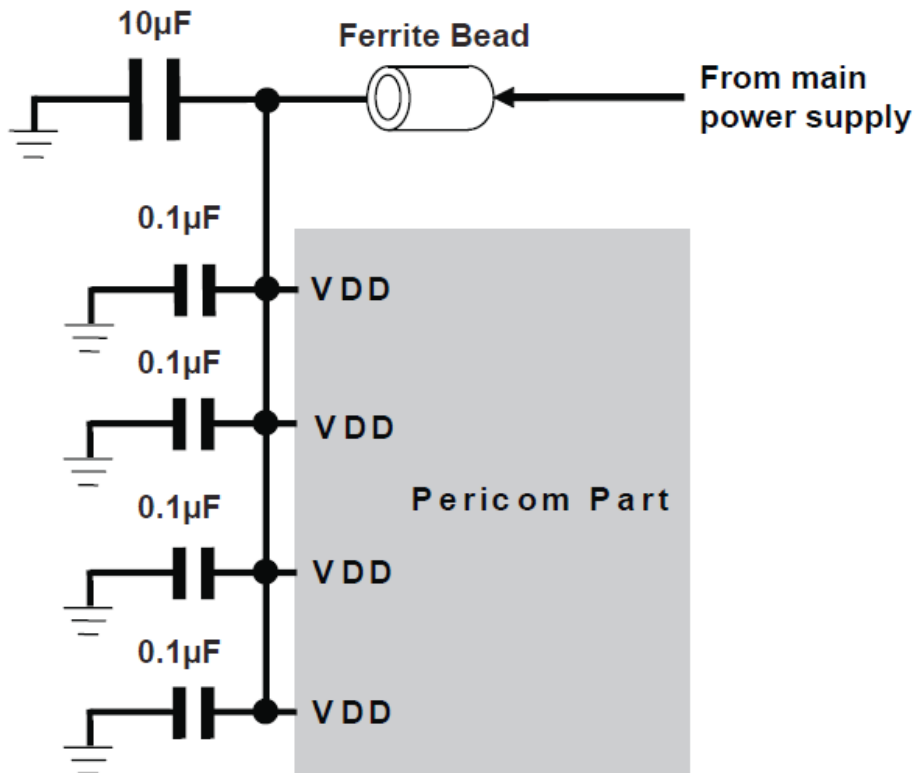 10µF
Ferrite Bead
From main
power supply
0.1µF
VDD
0.1µF
VDD
Pericom Part
0.1µF
VDD
0.1µF
VDD